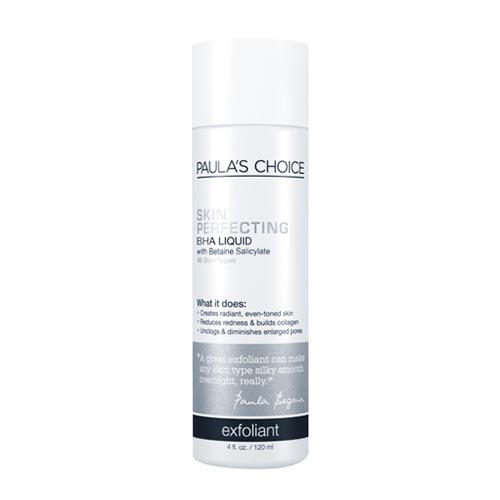 PAULA'S CHOICE
SKIN
PERFECTING
BHA LIQUID
with Betaine Salicylate
All Skin Types
What it does:
• Creates radiant, even-toned skin
• Reduces redness & builds collagen
• Unclogs & diminishes enlarged pores
"A great exfoliant can make
any skin type silky smooth
overnight, really."
Paula Begoun
exfoliant
4 fl. oz. / 120 ml